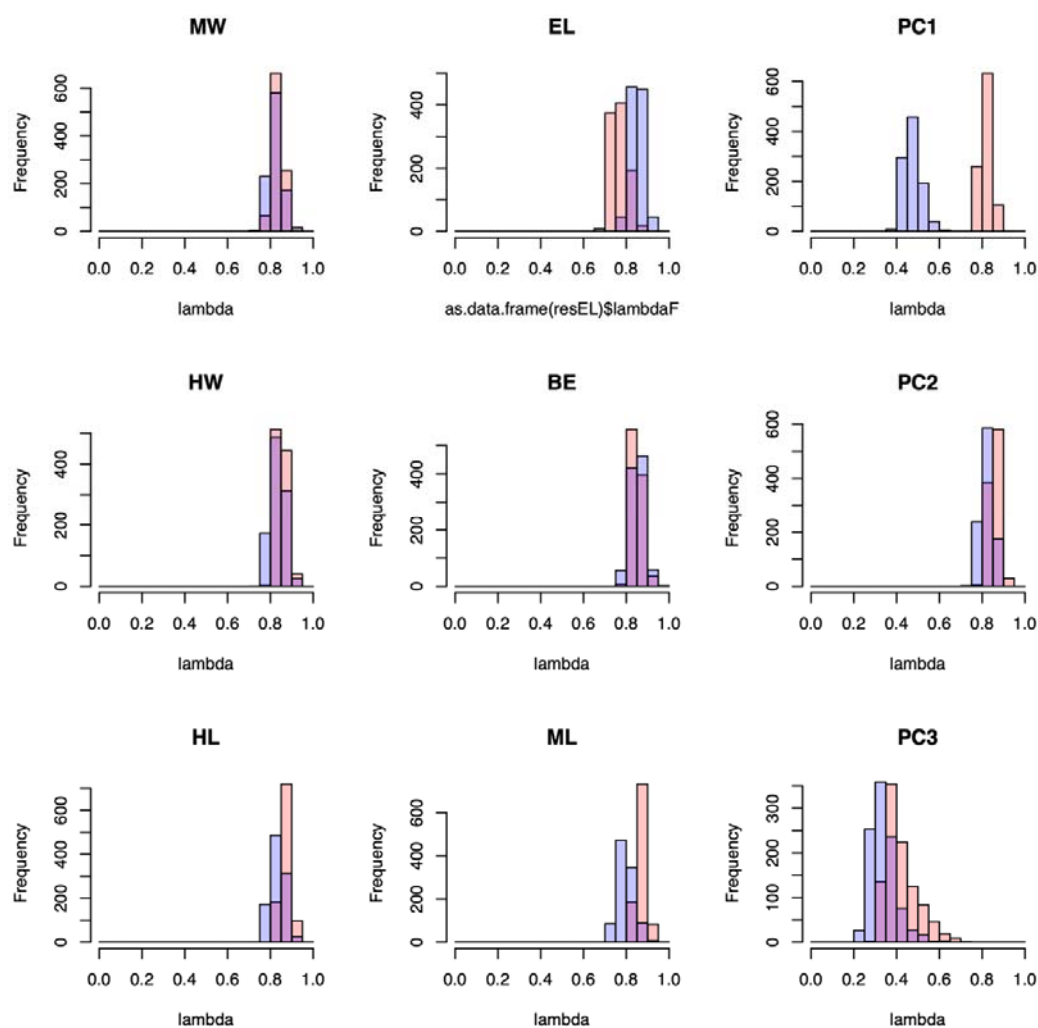 MW EL PC1
Frequency Frequency Frequency
600 400 600
400 200 400
200 0 200
0 0
0.0 0.2 0.4 0.6 0.8 1.0 0.0 0.2 0.4 0.6 0.8 1.0 0.0 0.2 0.4 0.6 0.8 1.0
lambda as.data.frame(resEL)$lambdaF lambda
HW BE PC2
Frequency Frequency Frequency
400 400 600
200 200 400
0 0 200
0
0.0 0.2 0.4 0.6 0.8 1.0 0.0 0.2 0.4 0.6 0.8 1.0 0.0 0.2 0.4 0.6 0.8 1.0
lambda lambda lambda
HL ML PC3
Frequency Frequency Frequency
600 600 300
400 400 200
200 200 100
0 0 0
0.0 0.2 0.4 0.6 0.8 1.0 0.0 0.2 0.4 0.6 0.8 1.0 0.0 0.2 0.4 0.6 0.8 1.0
lambda lambda lambda